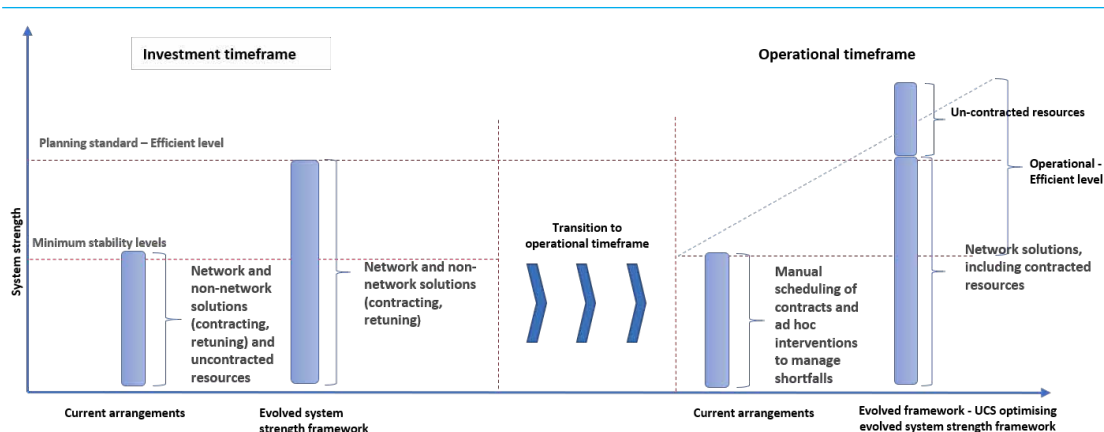 Investment timeframe
Operational timeframe
System strength
Planning standard – Efficient level
Minimum stability levels
Network and
non-network
solutions
(contracting,
retuning) and
uncontracted
resources
Network and non-
network solutions
(contracting,
retuning)
Transition to
operational timeframe
Manual
scheduling of
contracts and
ad hoc
interventions
to manage
shortfalls
Un-contracted resources
Operational -
Efficient level
Network solutions,
including contracted
resources
Current arrangements
Evolved system
strength framework
Current arrangements
Evolved framework - UCS optimising
evolved system strength framework